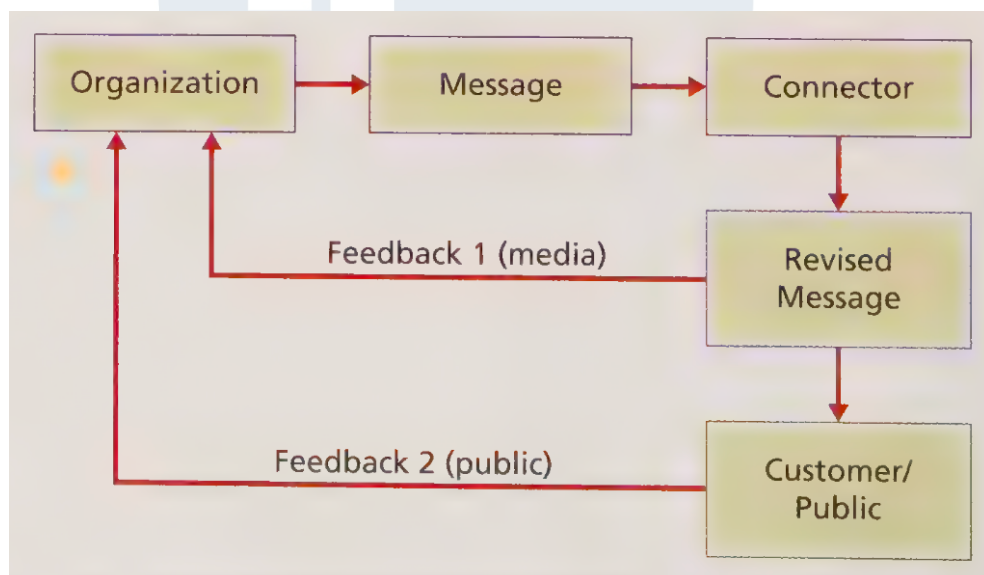 Organization
Message
Connector
Feedback 1 (media)
Revised
Message
Feedback 2 (public)
Customer/
Public